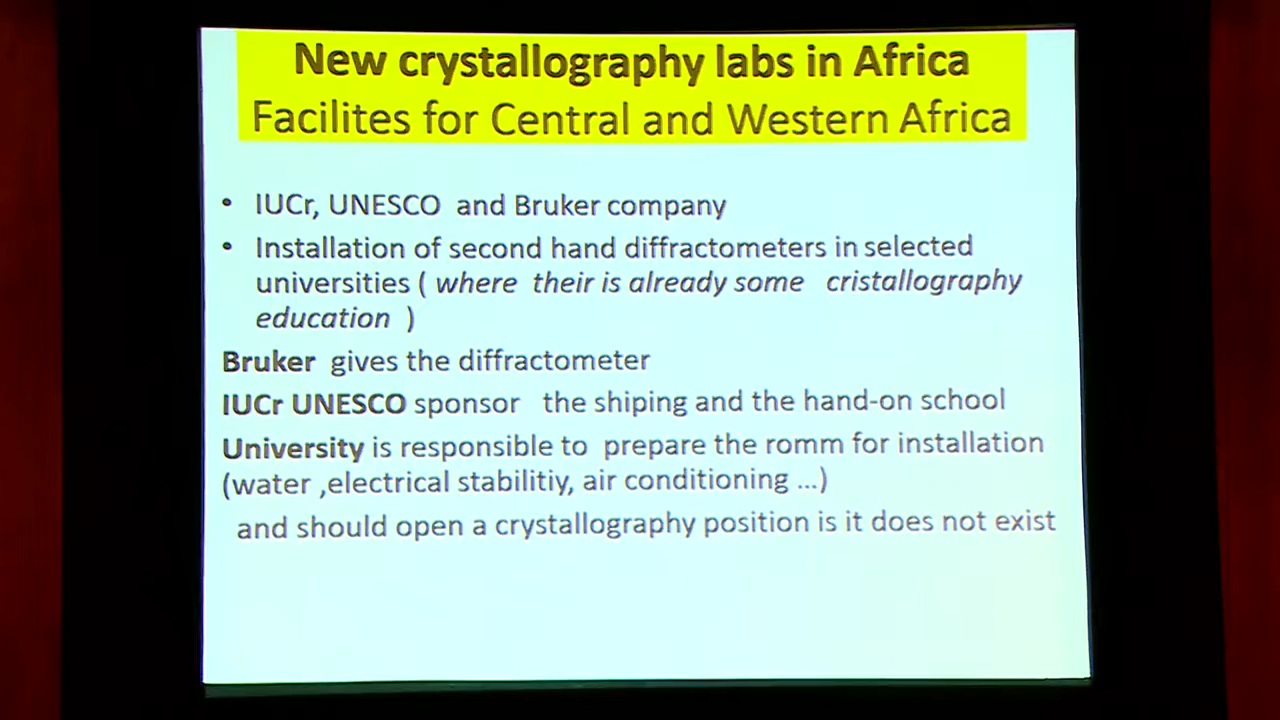 New crystallography labs in Africa
Facilites for Central and Western Africa
• IUCr, UNESCO and Bruker company
• Installation of second hand diffractometers in selected
universities ( where their is already some cristallography
education )
Bruker gives the diffractometer
IUCr UNESCO sponsor the shiping and the hand-on school
University is responsible to prepare the romm for installation
(water ,electrical stabilitiy, air conditioning ...)
and should open a crystallography position is it does not exist